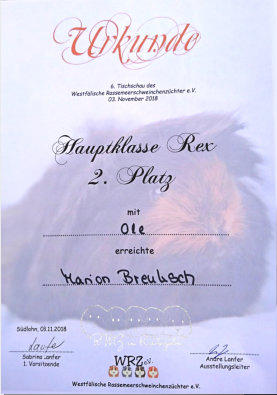 Urkunde
6. Tischschau des
Westfälische Rassemeerschweinchenzüchter e.V.
03. November 2018
Hauptklasse Rex
2. Platz
mit
Ole
erreichte
Marion
Südlohn, 03.11.2018
Sabrina Lanfer
1. Vorsitzende
Andre Lanfer
Ausstellungsleiter
WRZ e.V.
Westfälische Rassemeerschweinchenzüchter e.V.